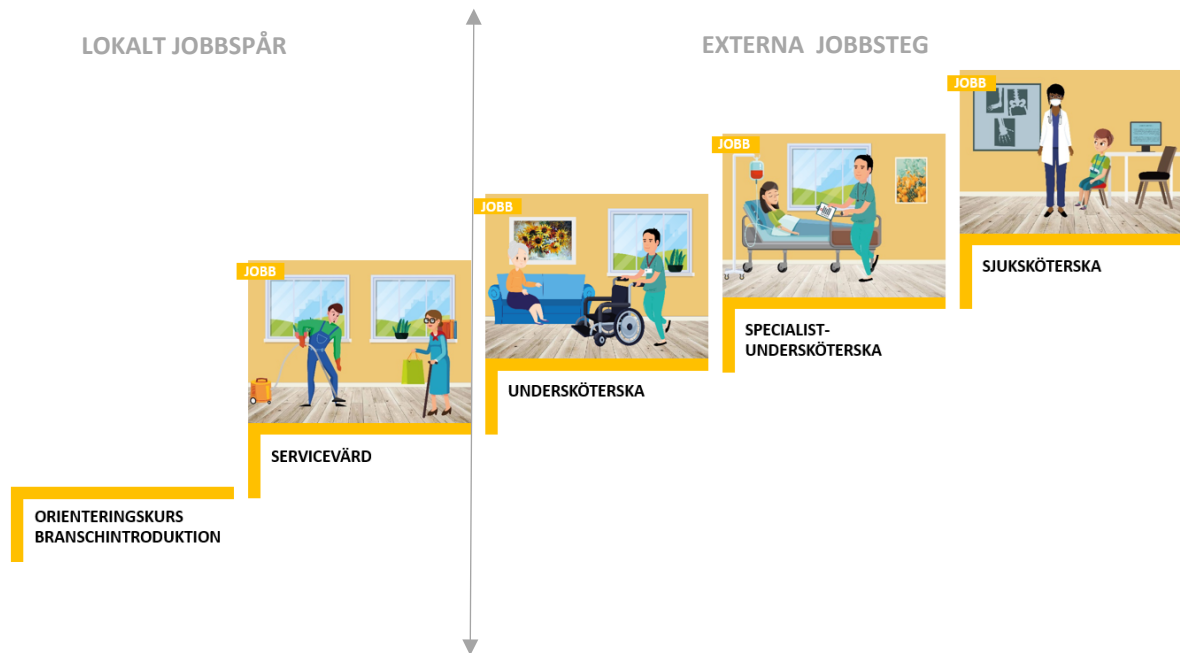 LOKALT JOBBSPÅR
EXTERNA JOBBSTEG
JOBB
JOBB
JOBB
JOBB
ORIENTERINGSKURS
BRANSCHINTRODUKTION
SERVICEVÄRD
UNDERSKÖTERSKA
SPECIALIST-
UNDERSKÖTERSKA
SJUKSKÖTERSKA